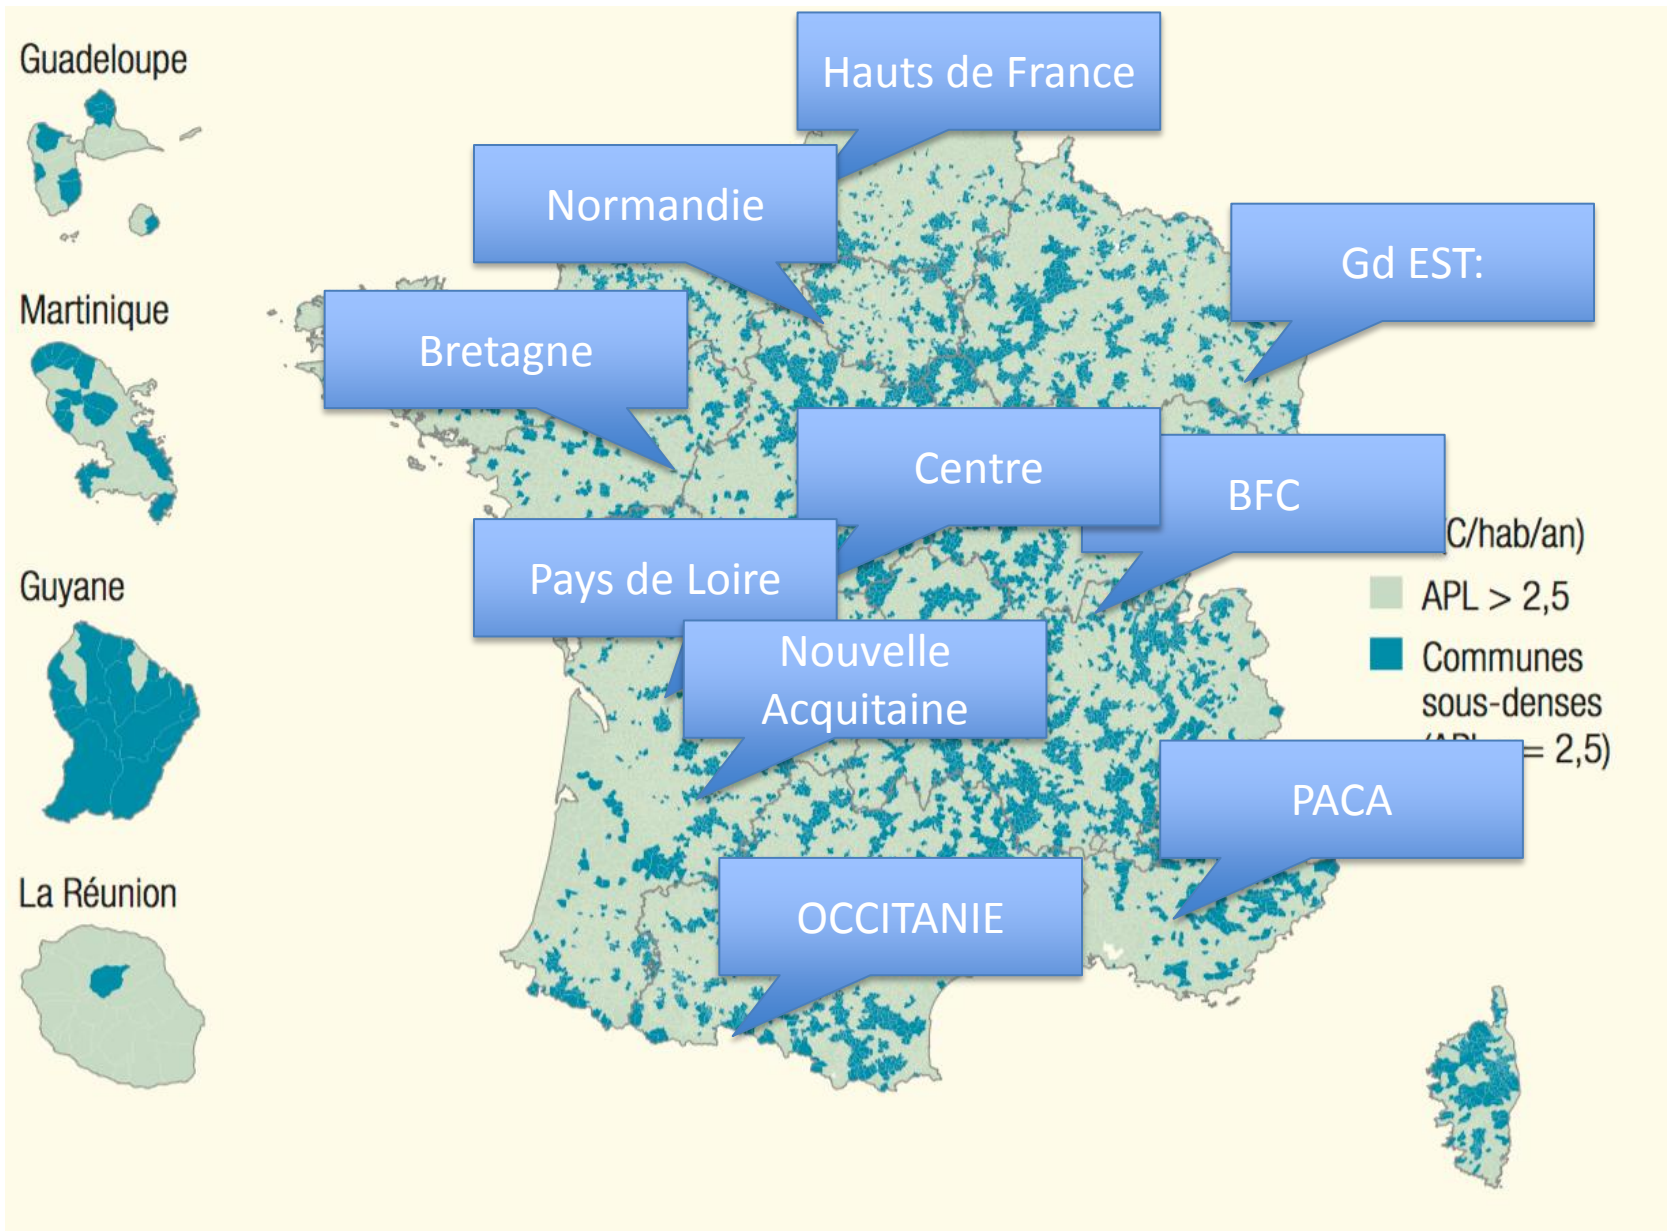 Guadeloupe
Martinique
Guyane
La Réunion
Hauts de France
Normandie
Gd EST:
Bretagne
Centre
BFC
Pays de Loire
Nouvelle
Acquitaine
PACA
OCCITANIE
C/hab/an)
APL > 2,5
Communes
sous-denses
= 2,5)